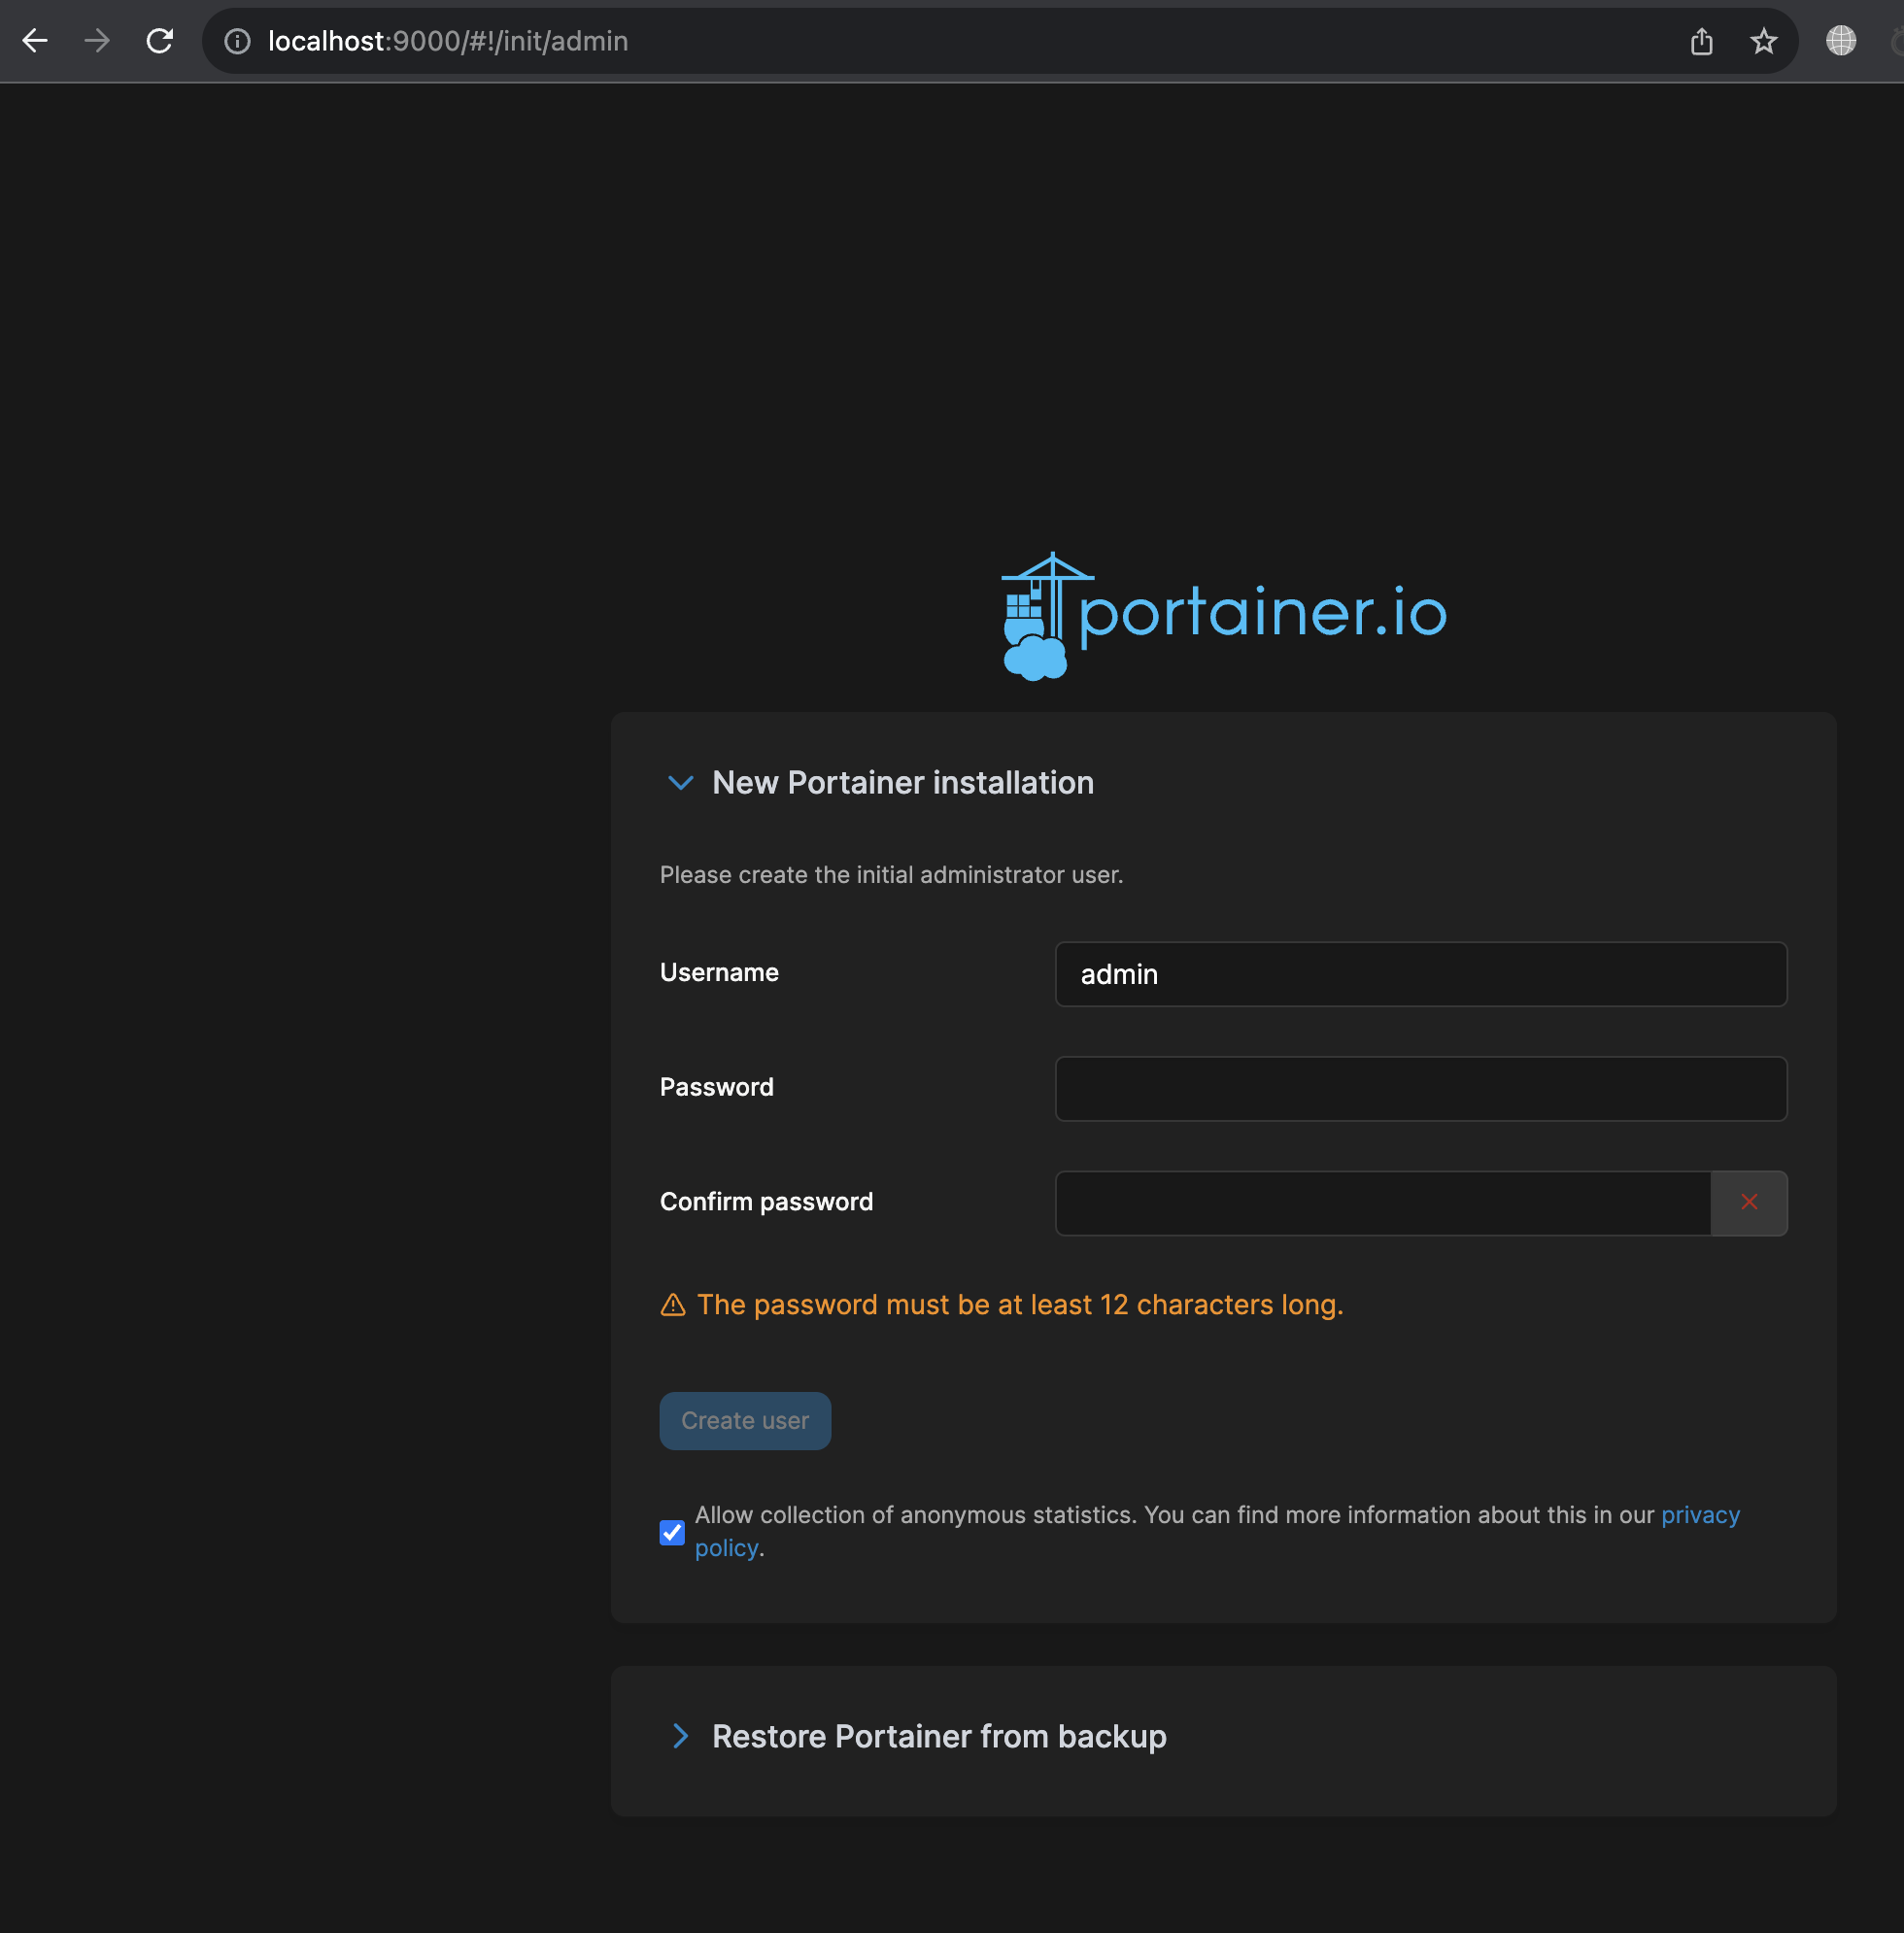 localhost:9000/#!/init/admin
portainer.io
New Portainer installation
Please create the initial administrator user.
Username
admin
Password
Confirm password
The password must be at least 12 characters long.
Create user
Allow collection of anonymous statistics. You can find more information about this in our privacy
policy.
Restore Portainer from backup